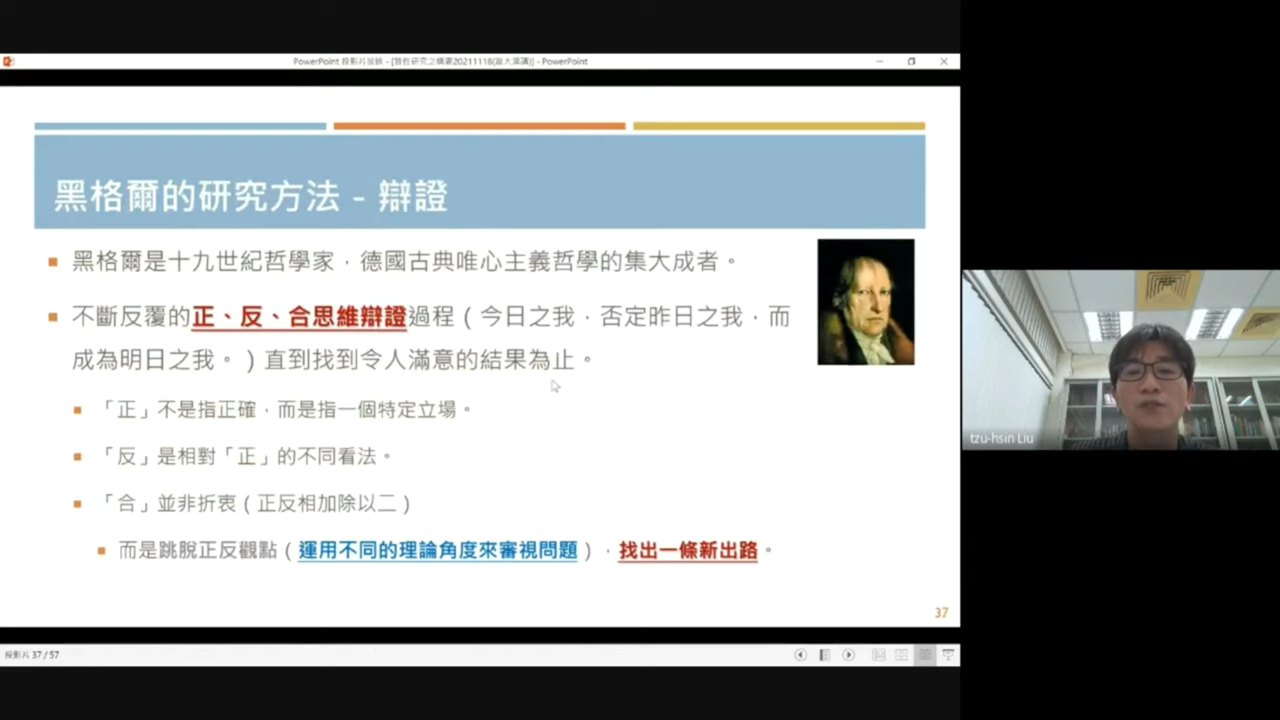 PowerPoint 投影片放映 - [質性研究之精要20211118(政大演講)] - PowerPoint
黑格爾的研究方法 - 辯證
黑格爾是十九世紀哲學家，德國古典唯心主義哲學的集大成者。
不斷反覆的正、反、合思維辯證過程（今日之我，否定昨日之我，而
成為明日之我。）直到找到令人滿意的結果為止。
「正」不是指正確，而是指一個特定立場。
「反」是相對「正」的不同看法。
「合」並非折衷（正反相加除以二）
而是跳脫正反觀點（運用不同的理論角度來審視問題），找出一條新出路。
37
投影片 37 / 57
tzu-hsin Liu